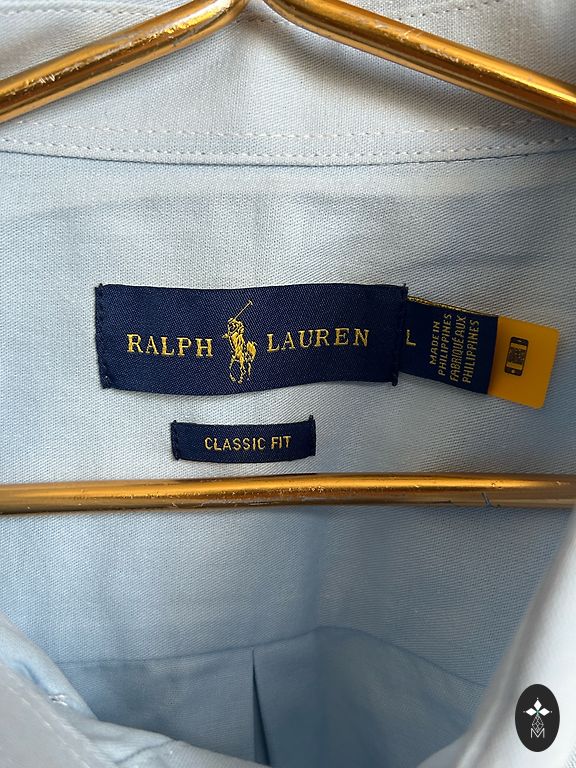 RALPH LAUREN
L
MADE IN
PHILIPPINES
FABRIQUÉ AUX
PHILIPPINES
CLASSIC FIT
M